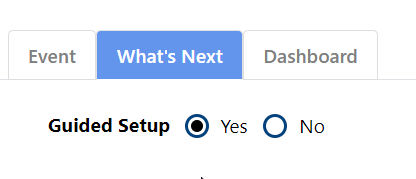 Event What's Next Dashboard
Guided Setup Yes No